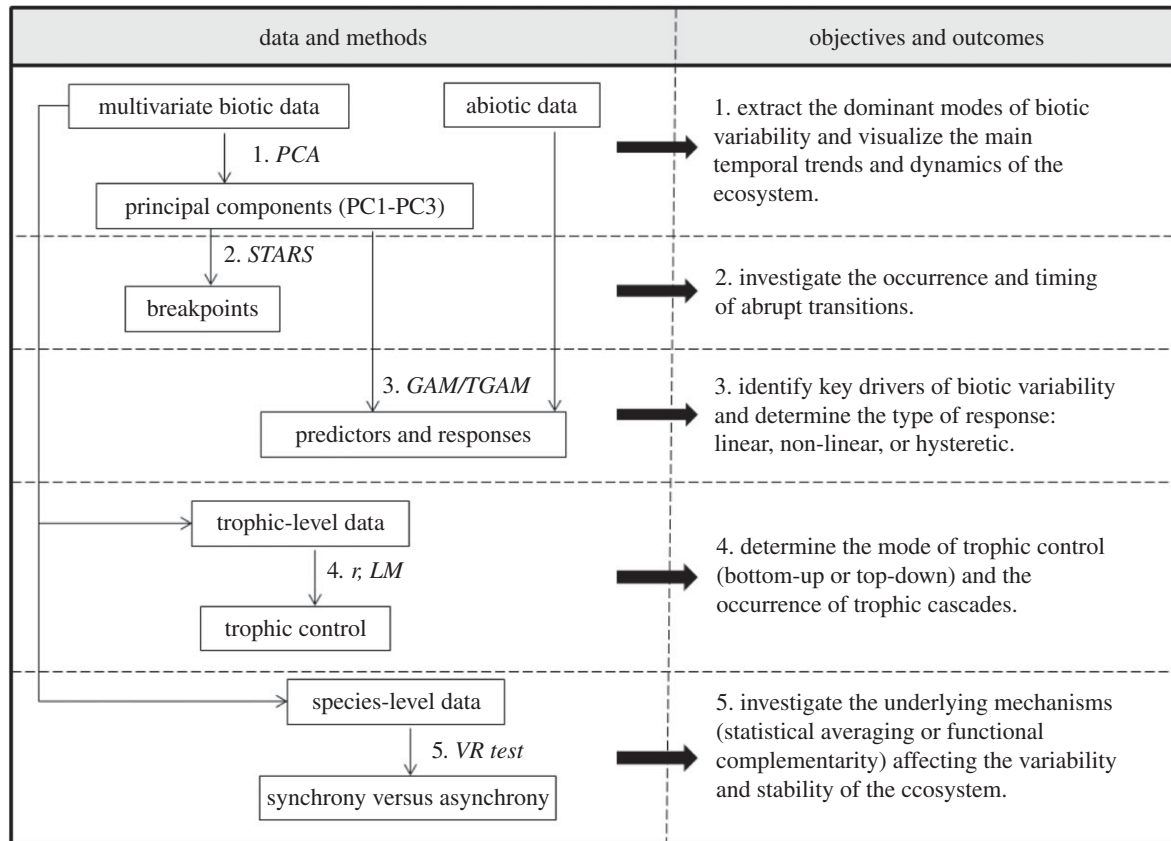 data and methods
objectives and outcomes
multivariate biotic data
abiotic data
1. PCA
principal components (PC1-PC3)
1. extract the dominant modes of biotic
variability and visualize the main
temporal trends and dynamics of the
ecosystem.
2. STARS
breakpoints
2. investigate the occurrence and timing
of abrupt transitions.
3. GAM/TGAM
predictors and responses
3. identify key drivers of biotic variability
and determine the type of response:
linear, non-linear, or hysteretic.
trophic-level data
4. r, LM
trophic control
4. determine the mode of trophic control
(bottom-up or top-down) and the
occurrence of trophic cascades.
species-level data
5. VR test
synchrony versus asynchrony
5. investigate the underlying mechanisms
(statistical averaging or functional
complementarity) affecting the variability
and stability of the ccosystem.